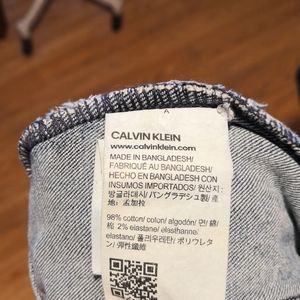 CALVIN KLEIN
www.calvinklein.com
MADE IN BANGLADESH/
FABRIQUÉ AU BANGLADESH/
HECHO EN BANGLADESH CON
INSUMOS IMPORTADOS/ 원산지:
방글라데시/ バングラデシュ製/ 產
地: 孟加拉
98% cotton/ coton/ algodón/ 면/ 綿/
棉 2% elastane/ élasthanne/
elastano/ 폴리우레탄/ ポリウレタ
ン/ 彈性纖維